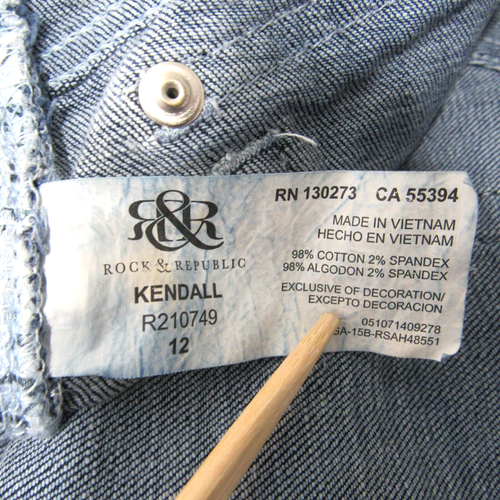 R&R
ROCK & REPUBLIC
KENDALL
R210749
12
RN 130273 CA 55394
MADE IN VIETNAM
HECHO EN VIETNAM
98% COTTON 2% SPANDEX
98% ALGODON 2% SPANDEX
EXCLUSIVE OF DECORATION/
EXCEPTO DECORACION
051071409278
GA-15B-RSAH48551